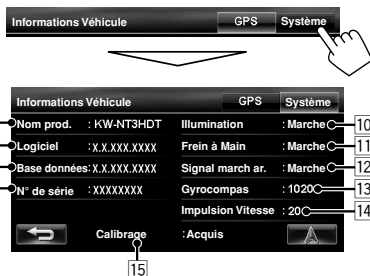 Informations Véhicule GPS Système
Informations Véhicule GPS Système
Nom prod. : KW-NT3HDT Illumination : Marche 10
Logiciel : X.X.XXX.XXXX Frein à Main : Marche 11
Base données: X.X.XXX.XXXX Signal march ar. : Marche 12
N° de série : XXXXXXXX Gyrocompas : 1020 13
Impulsion Vitesse : 20 14
Calibrage : Acquis
15